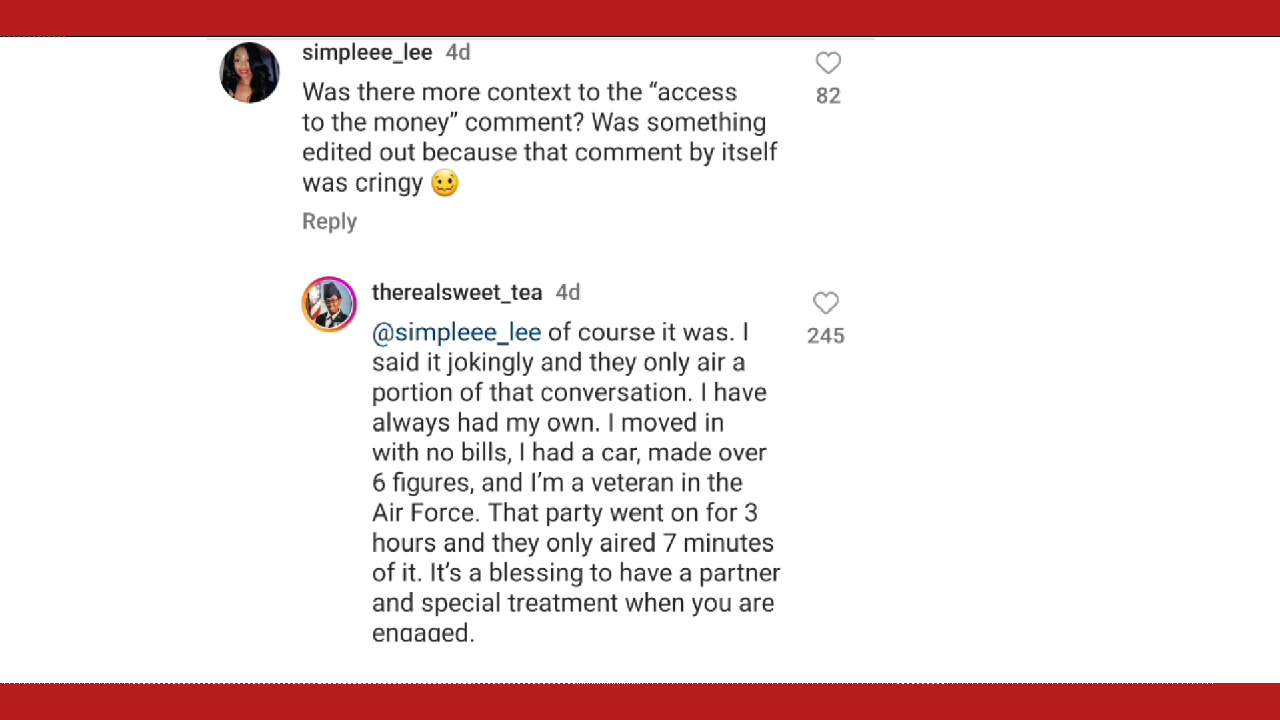 simpleee_lee 4d
Was there more context to the “access
to the money” comment? Was something
edited out because that comment by itself
was cringy 🥴
82
Reply
therealsweet_tea 4d
@simpleee_lee of course it was. I
said it jokingly and they only air a
portion of that conversation. I have
always had my own. I moved in
with no bills, I had a car, made over
6 figures, and I’m a veteran in the
Air Force. That party went on for 3
hours and they only aired 7 minutes
of it. It’s a blessing to have a partner
and special treatment when you are
engaged.
245